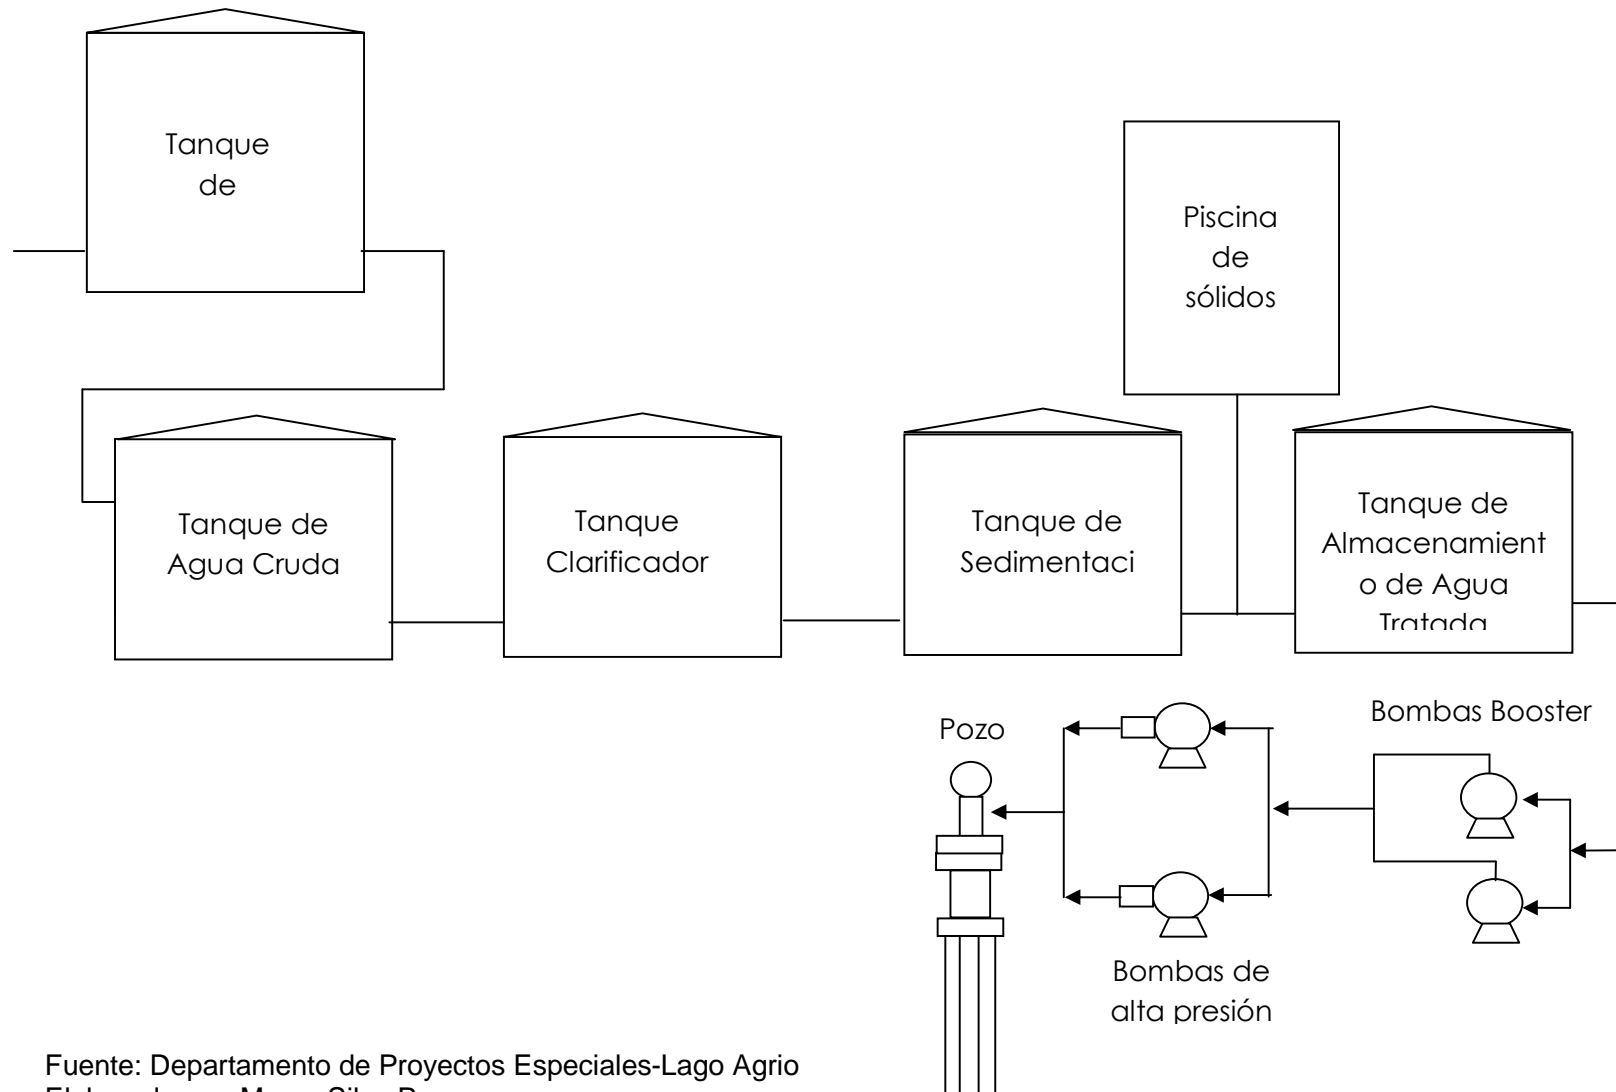 Tanque
de
Piscina
de
sólidos
Tanque de
Agua Cruda
Tanque
Clarificador
Tanque de
Sedimentaci
Tanque de
Almacenamient
o de Agua
Tratada
Pozo
Bombas Booster
Bombas de
alta presión
Fuente: Departamento de Proyectos Especiales-Lago Agrio